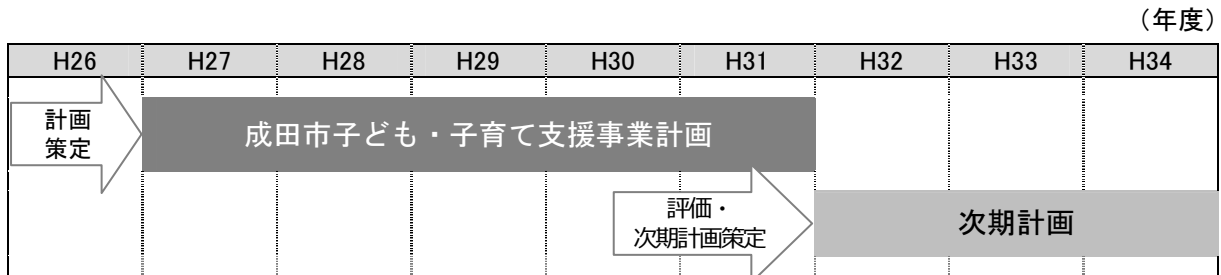 （年度）
H26 H27 H28 H29 H30 H31 H32 H33 H34
計画
策定
成田市子ども・子育て支援事業計画
評価・
次期計画策定
次期計画